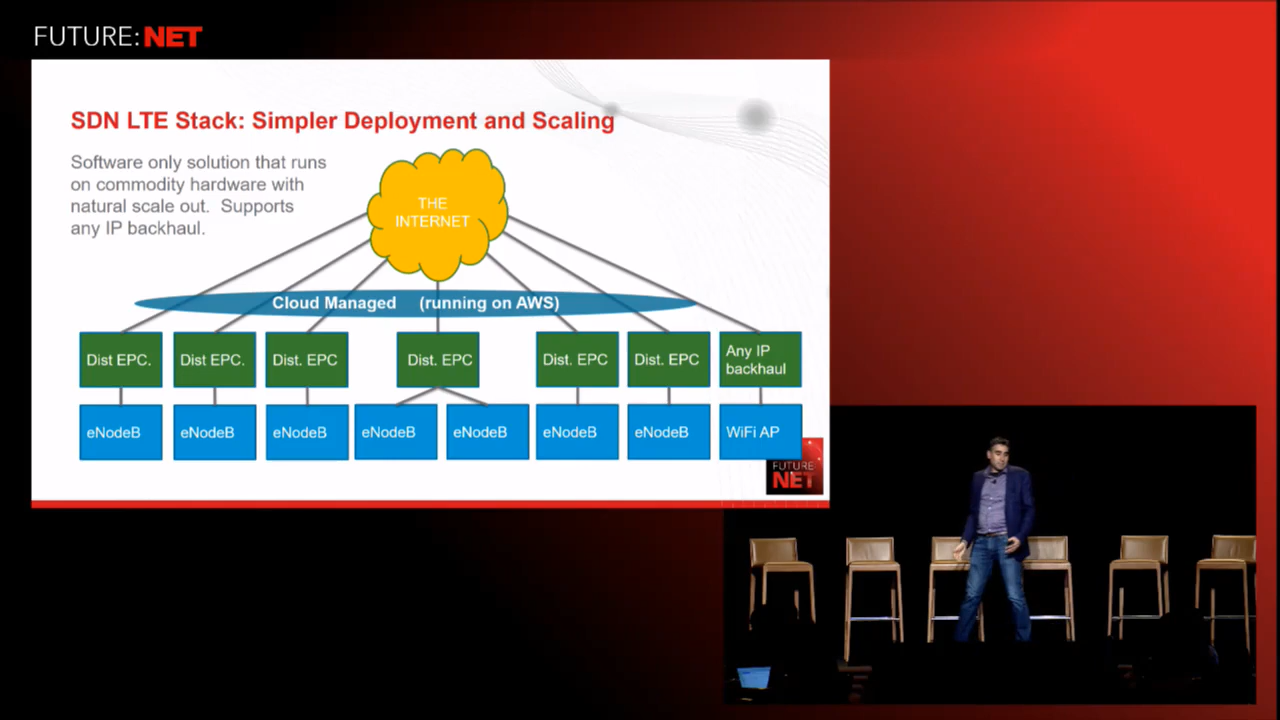 FUTURE:NET
SDN LTE Stack: Simpler Deployment and Scaling
Software only solution that runs
on commodity hardware with
natural scale out. Supports
any IP backhaul.
THE
INTERNET
Cloud Managed (running on AWS)
Dist EPC. Dist EPC. Dist. EPC Dist. EPC Dist. EPC Dist. EPC Any IP
backhaul
eNodeB eNodeB eNodeB eNodeB eNodeB eNodeB eNodeB WiFi AP
FUTURE:
NET